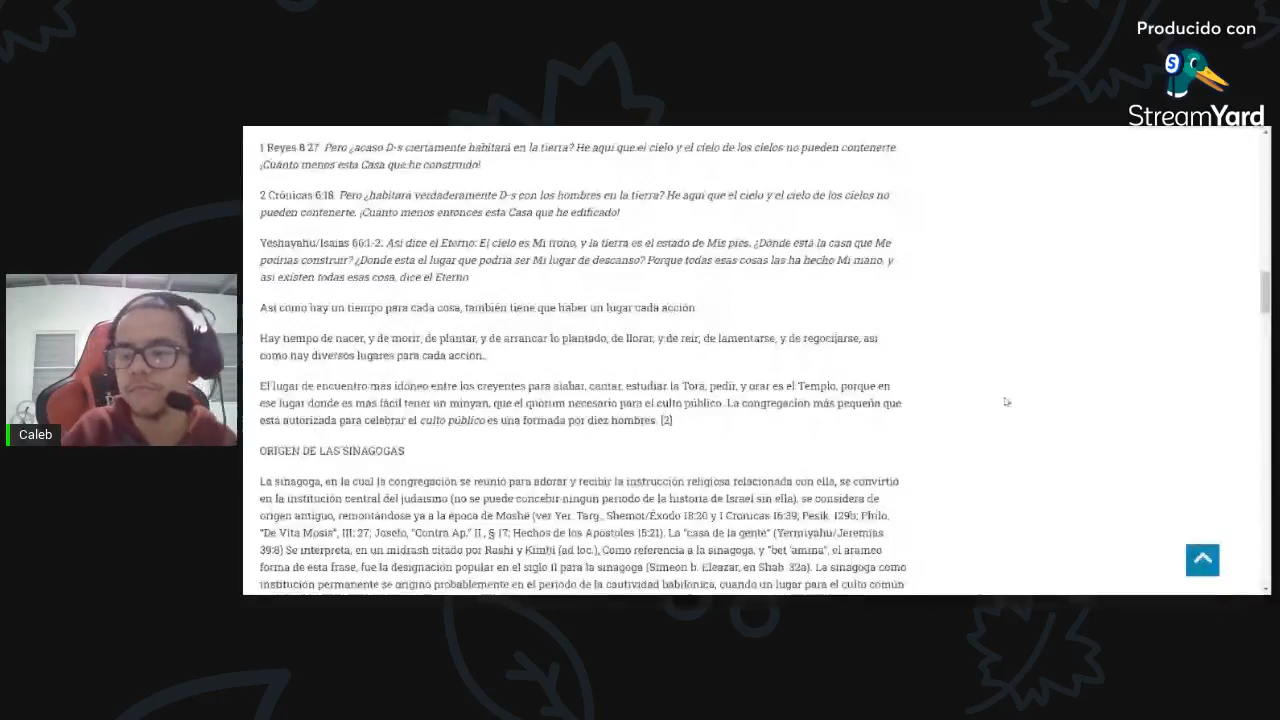 Producido con
StreamYard
1 Reyes 8:27 Pero ¿acaso D-s ciertamente habitará en la tierra? He aquí que el cielo y el cielo de los cielos no pueden contenerte
¡Cuánto menos esta Casa que he construido!
2 Crónicas 6:18. Pero ¿habitará verdaderamente D-s con los hombres en la tierra? He aquí que el cielo y el cielo de los cielos no
pueden contenerte. ¡Cuanto menos entonces esta Casa que he edificado!
Yeshayahu/Isaías 66:1-2. Así dice el Eterno: El cielo es Mi trono, y la tierra es el estado de Mis pies. ¿Dónde está la casa que Me
podrías construir? ¿Donde esta el lugar que podría ser Mi lugar de descanso? Porque todas esas cosas las ha hecho Mi mano, y
así existen todas esas cosa, dice el Eterno
Así como hay un tiempo para cada cosa, también tiene que haber un lugar cada acción
Hay tiempo de nacer, y de morir, de plantar, y de arrancar lo plantado, de llorar, y de reír, de lamentarse, y de regocijarse, así
como hay diversos lugares para cada acción.
El lugar de encuentro más idóneo entre los creyentes para alabar, cantar, estudiar la Tora, pedir, y orar es el Templo, porque en
ese lugar donde es mas fácil tener un minyan, que el quorum necesario para el culto público. La congregación más pequeña que
está autorizada para celebrar el culto público es una formada por diez hombres. [2]
ORIGEN DE LAS SINAGOGAS
La sinagoga, en la cual la congregación se reunió para adorar y recibir la instrucción religiosa relacionada con ella, se convirtió
en la institución central del judaísmo (no se puede concebir ningun periodo de la historia de Israel sin ella), se considera de
origen antiguo, remontándose ya a la época de Moshé (ver Yer. Targ., Shemot/Éxodo 18:20 y I Crónicas 16:39; Pesik. 129b; Philo,
"De Vita Mosis", III: 27; Josefo, "Contra Ap." II., § 17; Hechos de los Apostoles 15:21). La "casa de la gente" (Yermiyahu/Jeremías
39:8) Se interpreta, en un midrash citado por Rashi y Kimhi (ad loc.), Como referencia a la sinagoga, y "bet 'amma", el arameo
forma de esta frase, fue la designación popular en el siglo II para la sinagoga (Simeon b. Eleazar, en Shab. 32a). La sinagoga como
institución permanente se originó probablemente en el período de la cautividad babilónica, cuando un lugar para el culto común
Caleb